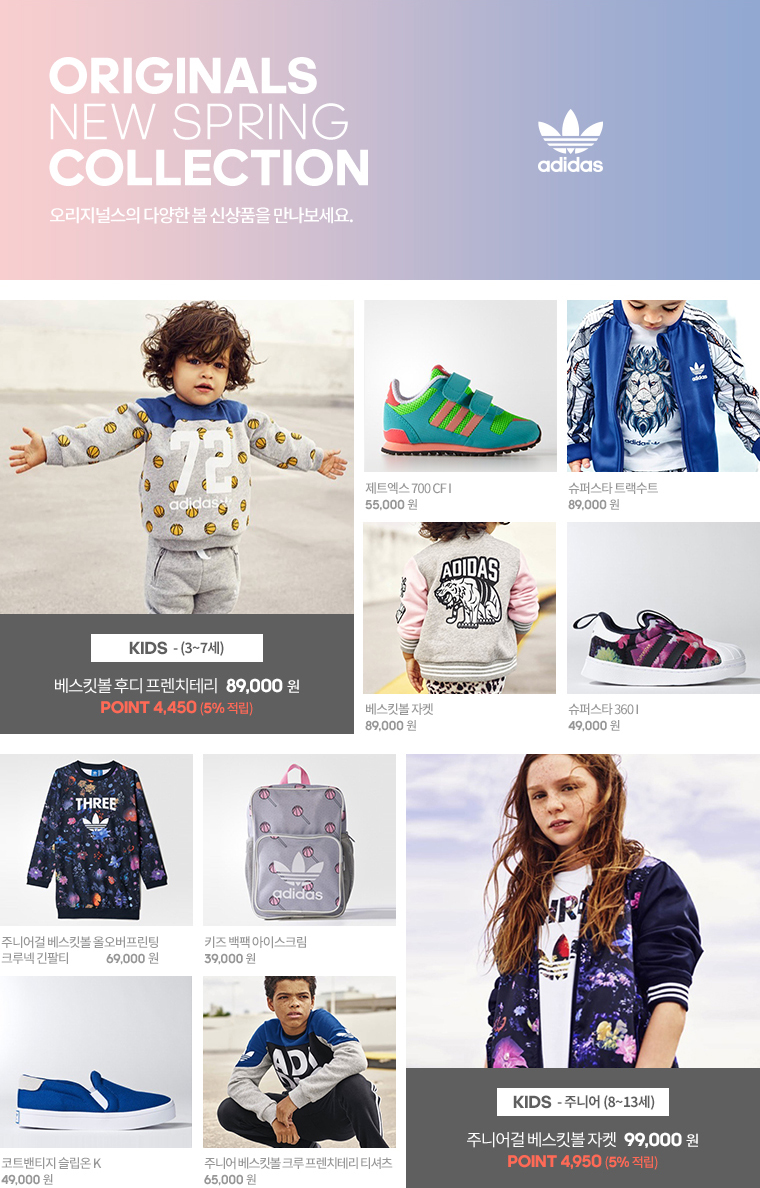 ORIGINALS
NEW SPRING
COLLECTION
오리지널스의 다양한 봄 신상품을 만나보세요.
adidas
72
adidas
KIDS - (3~7세)
베스킷볼 후디 프렌치테리 89,000 원
POINT 4,450 (5% 적립)
제트엑스 700 CF I
55,000 원
adidas
슈퍼스타 트랙수트
89,000 원
ADIDAS
베스킷볼 자켓
89,000 원
슈퍼스타 360 I
49,000 원
THREE
주니어걸 베스킷볼 올오버프린팅
크루넥 긴팔티 69,000 원
adidas
키즈 백팩 아이스크림
39,000 원
코트밴티지 슬립온 K
49,000 원
주니어 베스킷볼 크루 프렌치테리 티셔츠
65,000 원
KIDS - 주니어 (8~13세)
주니어걸 베스킷볼 자켓 99,000 원
POINT 4,950 (5% 적립)